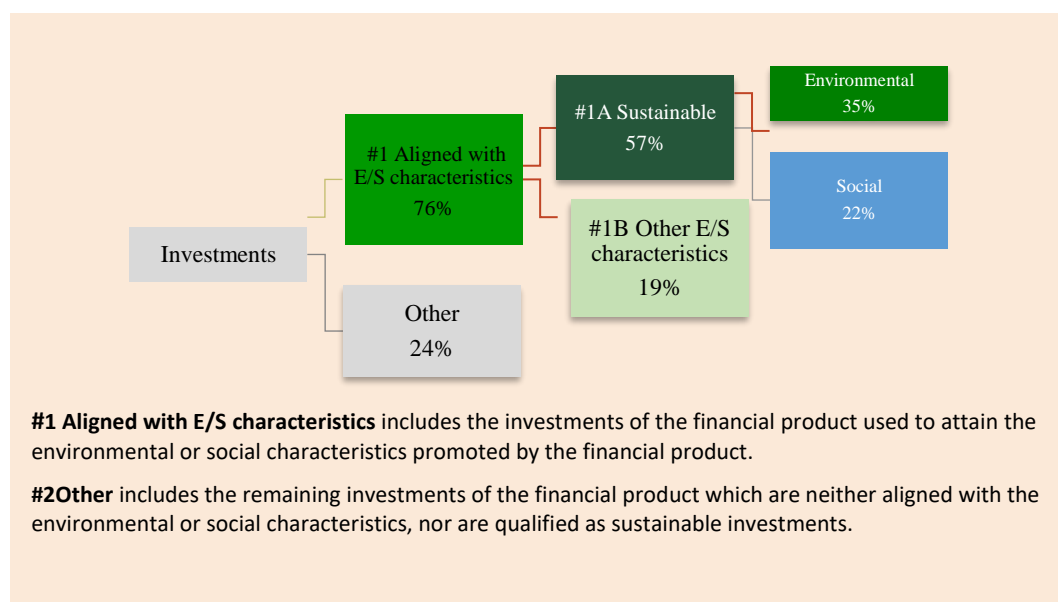 Investments
#1 Aligned with
E/S characteristics
76%
Other
24%
#1A Sustainable
57%
#1B Other E/S
characteristics
19%
Environmental
35%
Social
22%
#1 Aligned with E/S characteristics includes the investments of the financial product used to attain the
environmental or social characteristics promoted by the financial product.
#2Other includes the remaining investments of the financial product which are neither aligned with the
environmental or social characteristics, nor are qualified as sustainable investments.